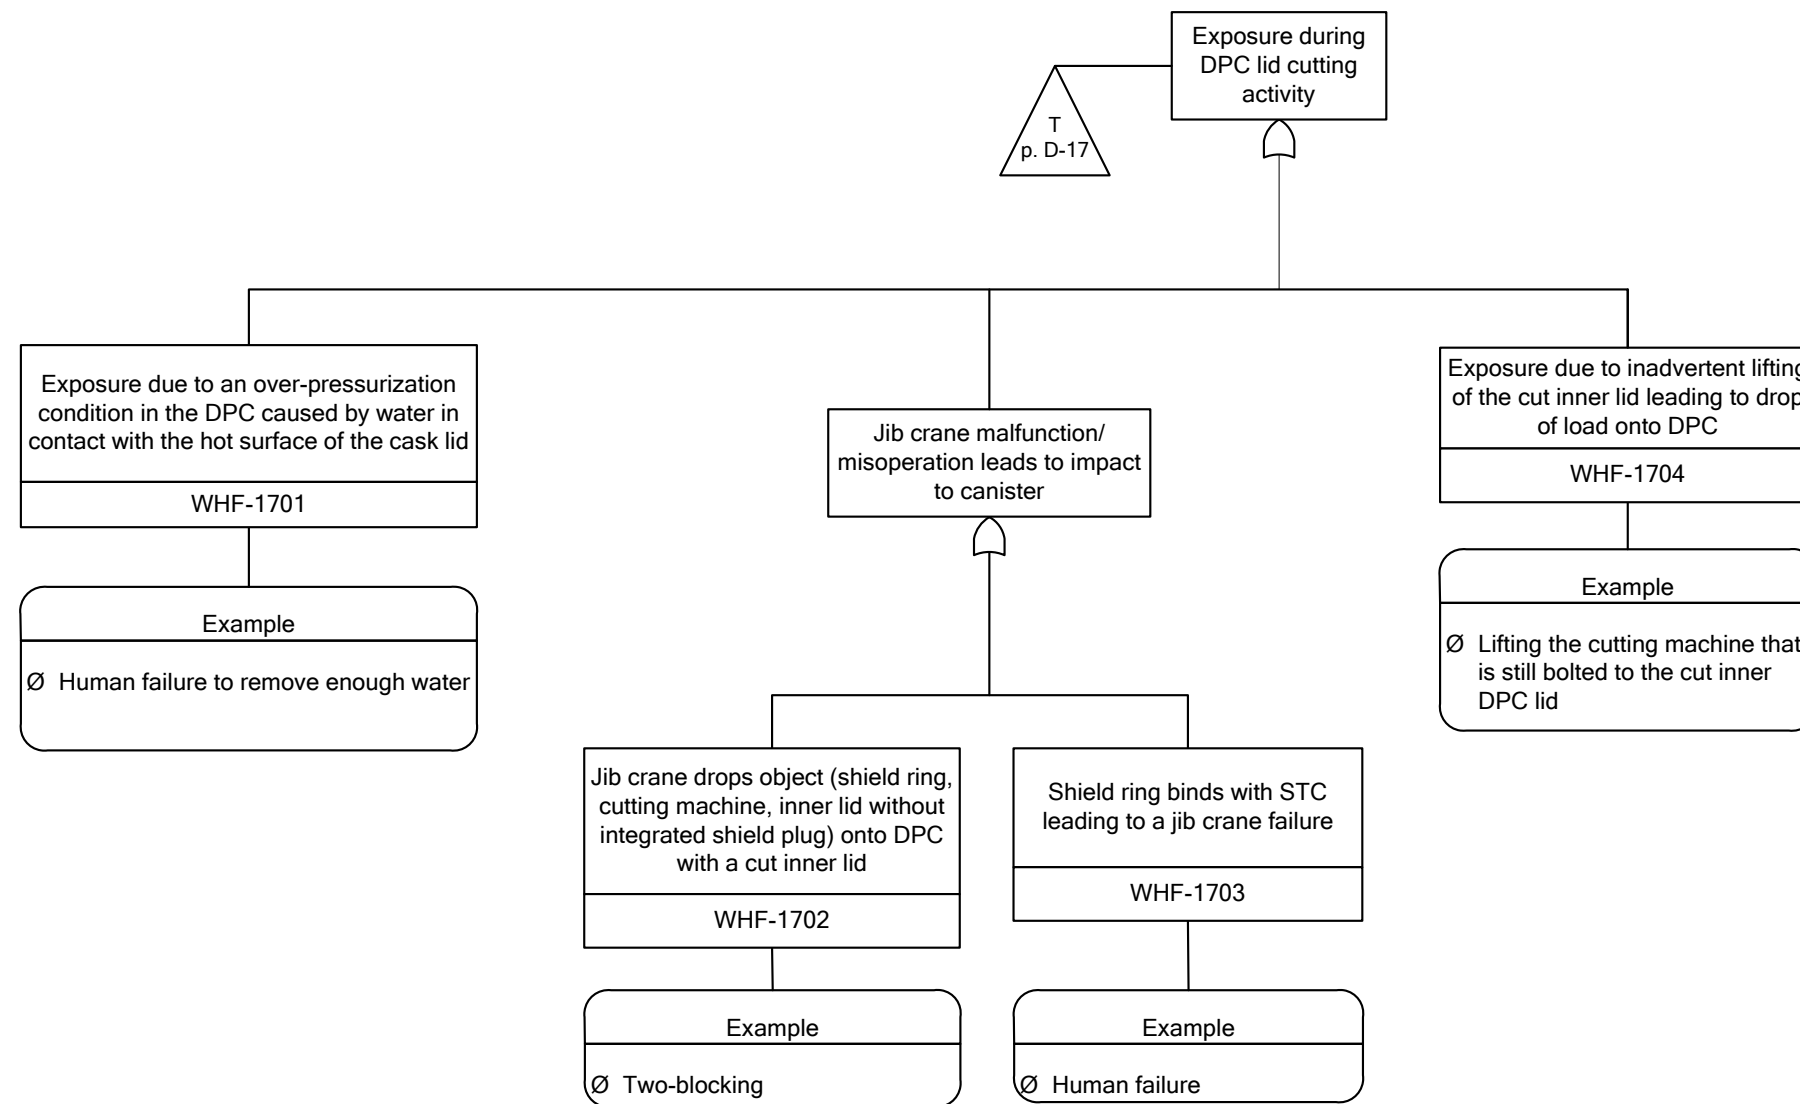 Exposure during
DPC lid cutting
activity
T
p. D-17
Exposure due to an over-pressurization
condition in the DPC caused by water in
contact with the hot surface of the cask lid
WHF-1701
Example
Ø Human failure to remove enough water
Jib crane malfunction/
misoperation leads to impact
to canister
Exposure due to inadvertent lifting
of the cut inner lid leading to drop
of load onto DPC
WHF-1704
Example
Ø Lifting the cutting machine that
is still bolted to the cut inner
DPC lid
Jib crane drops object (shield ring,
cutting machine, inner lid without
integrated shield plug) onto DPC
with a cut inner lid
WHF-1702
Example
Ø Two-blocking
Shield ring binds with STC
leading to a jib crane failure
WHF-1703
Example
Ø Human failure